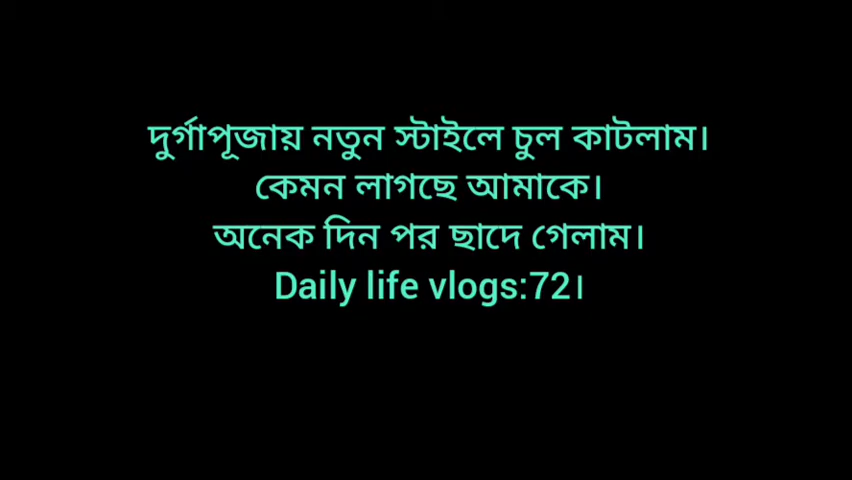 দুর্গাপূজায় নতুন স্টাইলে চুল কাটলাম।
কেমন লাগছে আমাকে।
অনেক দিন পর ছাদে গেলাম।
Daily life vlogs:72।